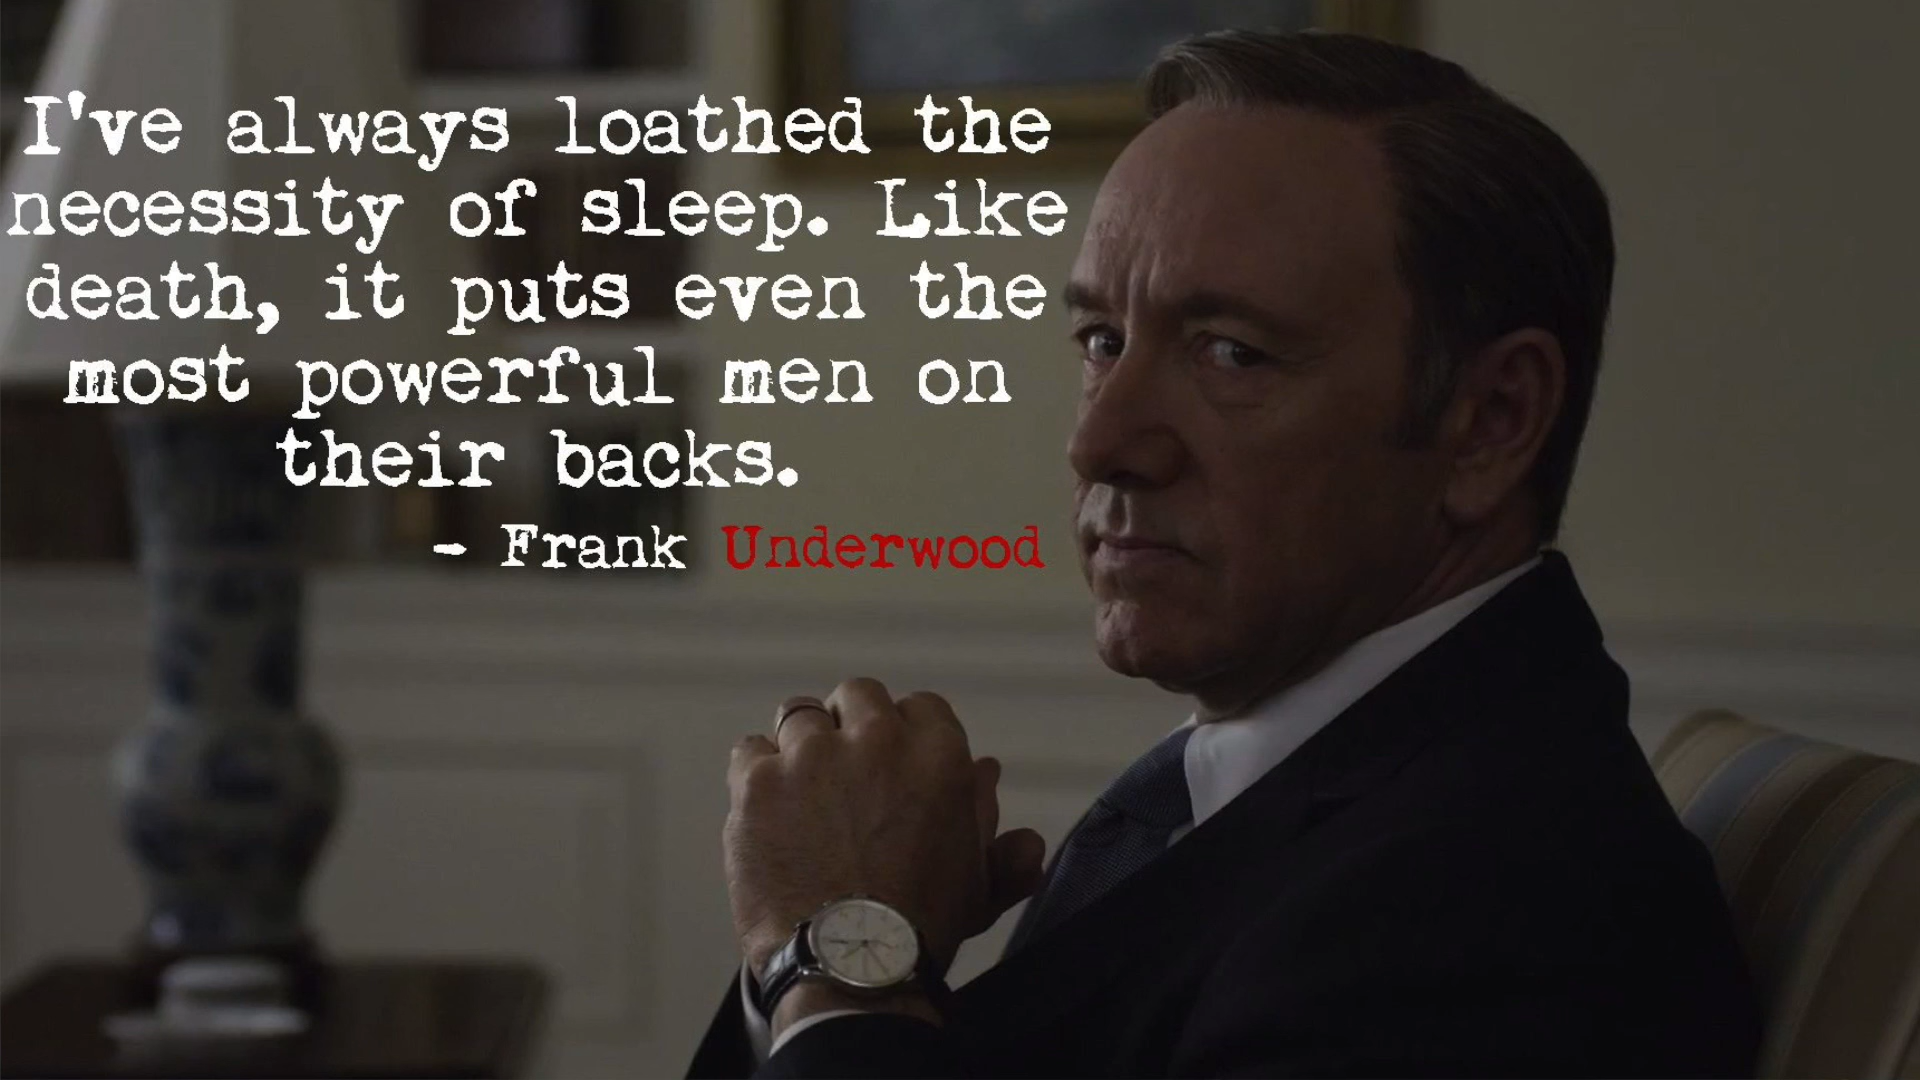 I've always loathed the
necessity of sleep. Like
death, it puts even the
most powerful men on
their backs.
- Frank Underwood